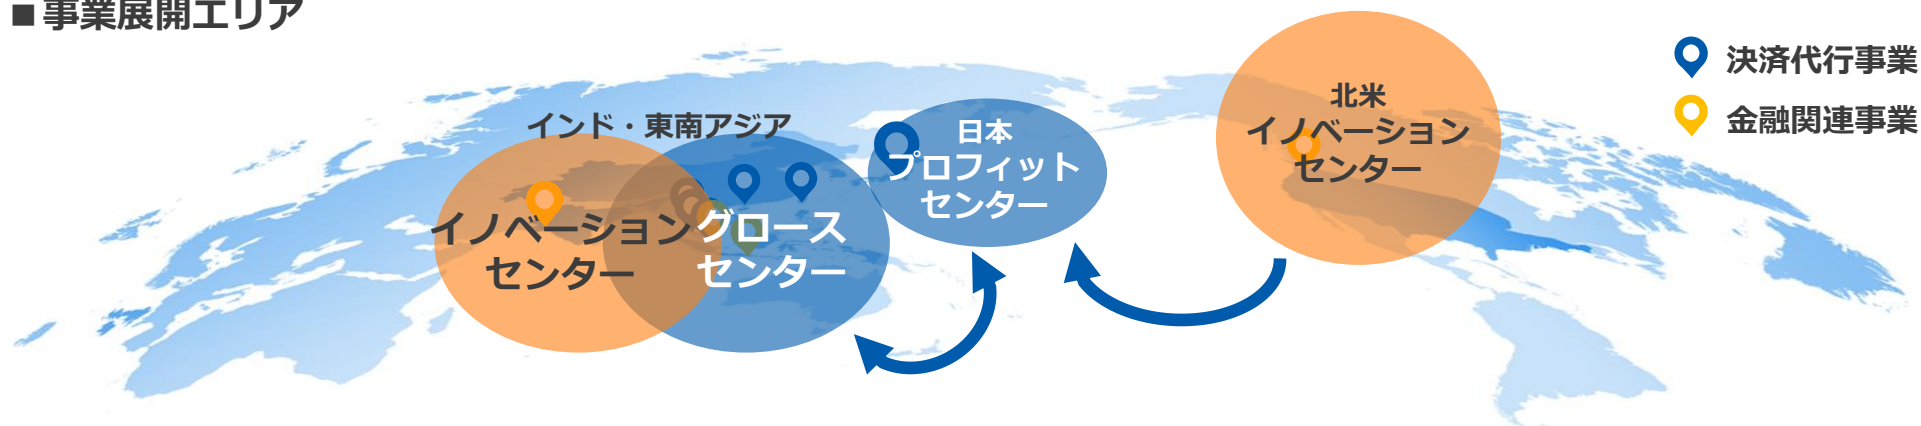 ■事業展開エリア
決済代行事業
金融関連事業
インド・東南アジア
イノベーション
センター
グロース
センター
日本
プロフィット
センター
北米
イノベーション
センター